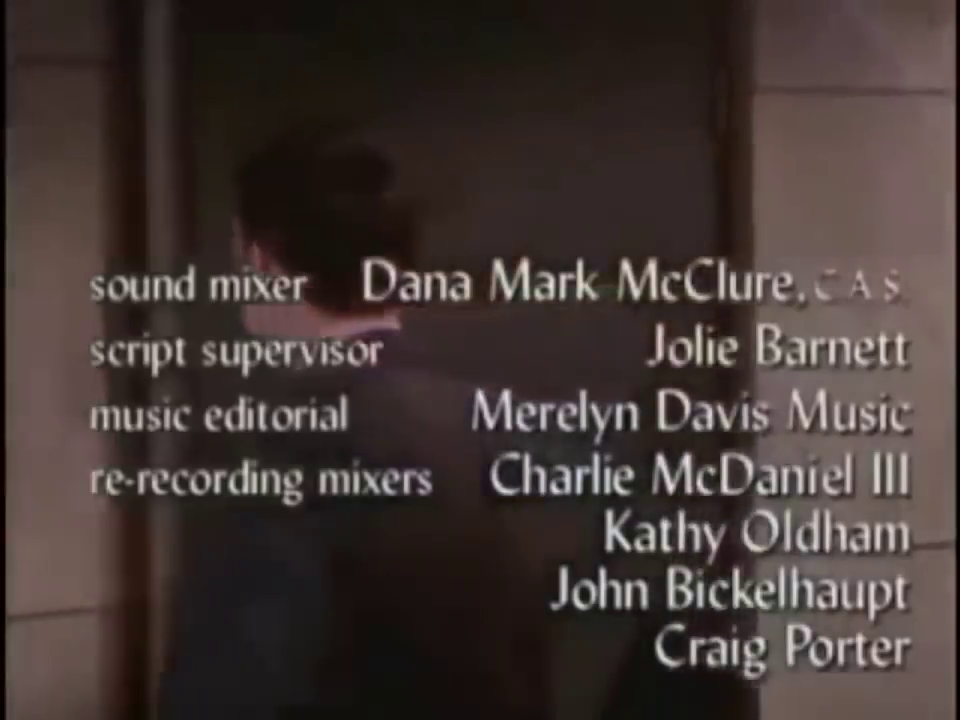 sound mixer Dana Mark McClure, C.A.S.
script supervisor Jolie Barnett
music editorial Merelyn Davis Music
re-recording mixers Charlie McDaniel III
Kathy Oldham
John Bickelhaupt
Craig Porter